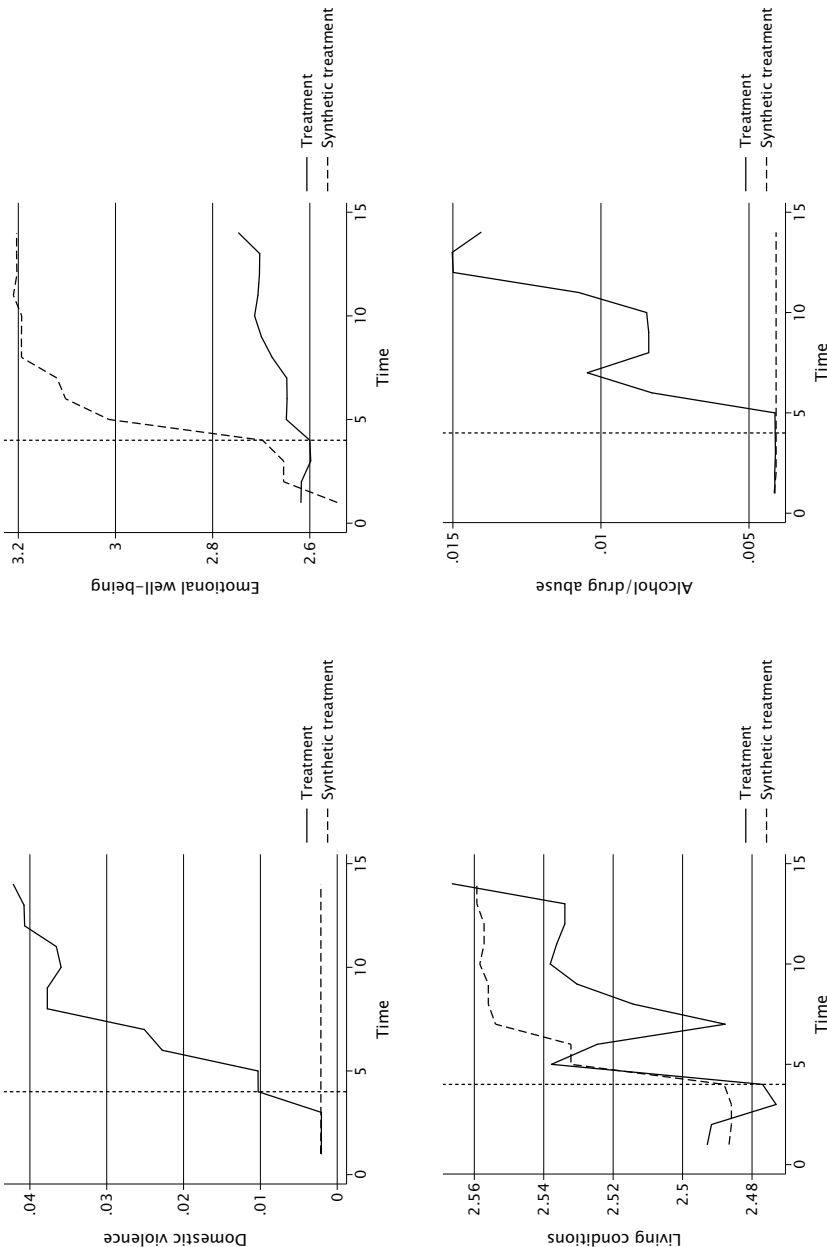 Domestic violence
.04
.03
.02
.01
0
0
5
10
15
Time
Treatment
Synthetic treatment
Emotional well-being
3.2
3
2.8
2.6
0
5
10
15
Time
Treatment
Synthetic treatment
Living conditions
2.56
2.54
2.52
2.5
2.48
0
5
10
15
Time
Treatment
Synthetic treatment
Alcohol/drug abuse
.015
.01
.005
0
5
10
15
Time
Treatment
Synthetic treatment